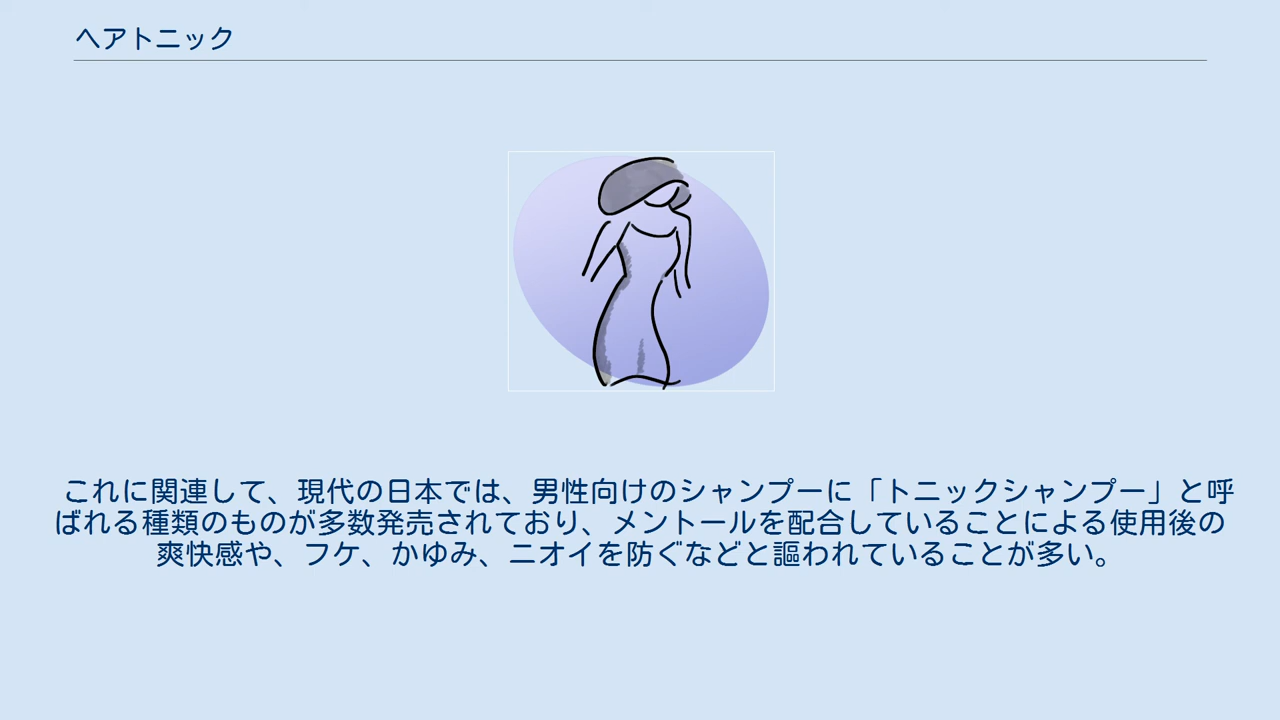 ヘアトニック
これに関連して、現代の日本では、男性向けのシャンプーに「トニックシャンプー」と呼
ばれる種類のものが多数発売されており、メントールを配合していることによる使用後の
爽快感や、フケ、かゆみ、ニオイを防ぐなどと謳われていることが多い。